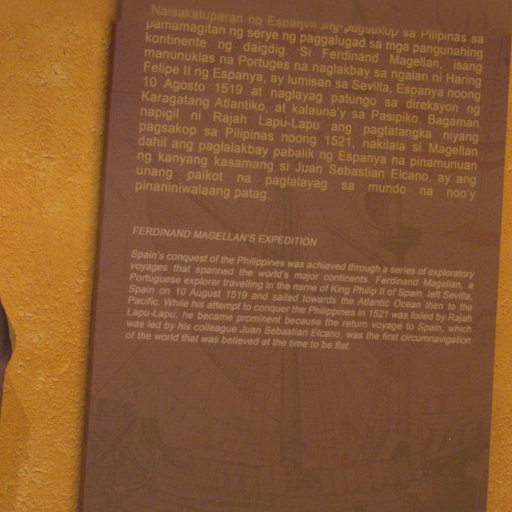 Naisakatuparan ng Espanya ang pagsakop sa Pilipinas sa
pamamagitan ng serye ng paggalugad sa mga pangunahing
kontinente ng daigdig. Si Ferdinand Magellan, isang
manunuklas na Portuges na naglakbay sa ngalan ni Haring
Felipe II ng Espanya, ay lumisan sa Sevilla, Espanya noong
10 Agosto 1519 at naglayag patungo sa direksyon ng
Karagatang Atlantiko, at kalauna'y sa Pasipiko. Bagaman
napigil ni Rajah Lapu-Lapu ang pagtatangka niyang
pagsakop sa Pilipinas noong 1521, nakilala si Magellan
dahil ang paglalakbay pabalik ng Espanya na pinamunuan
ng kanyang kasamang si Juan Sebastian Elcano, ay ang
unang paikot na paglalayag sa mundo na noo'y
pinaniniwalaang patag
FERDINAND MAGELLAN'S EXPEDITION
Spain's conquest of the Philippines was achieved through a series of exploratory
voyages that spanned the world's major continents. Ferdinand Magellan, a
Portuguese explorer travelling in the name of King Philip II of Spain, left Sevilla,
Spain on 10 August 1519 and sailed towards the Atlantic Ocean then to the
Pacific. While his attempt to conquer the Philippines in 1521 was foiled by Rajah
Lapu-Lapu, he became prominent because the return voyage to Spain, which
was led by his colleague Juan Sebastian Elcano, was the first circumnavigation
of the world that was believed at the time to be flat.